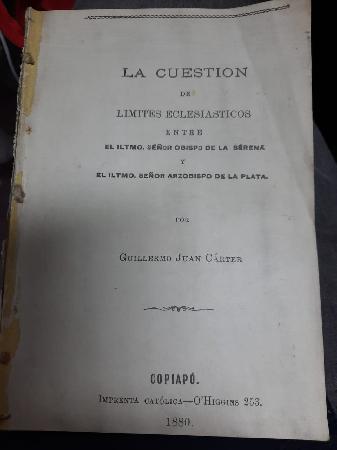 LA CUESTION
DE
LIMITES ECLESIASTICOS
ENTRE
EL ILTMO. SEÑOR OBISPO DE LA SERENA
Y
EL ILTMO. SEÑOR ARZOBISPO DE LA PLATA.
POR
GUILLERMO JUAN CÁRTER
COPIAPÓ.
IMPRENTA CATÓLICA—O'HIGGINS 253.
1880.